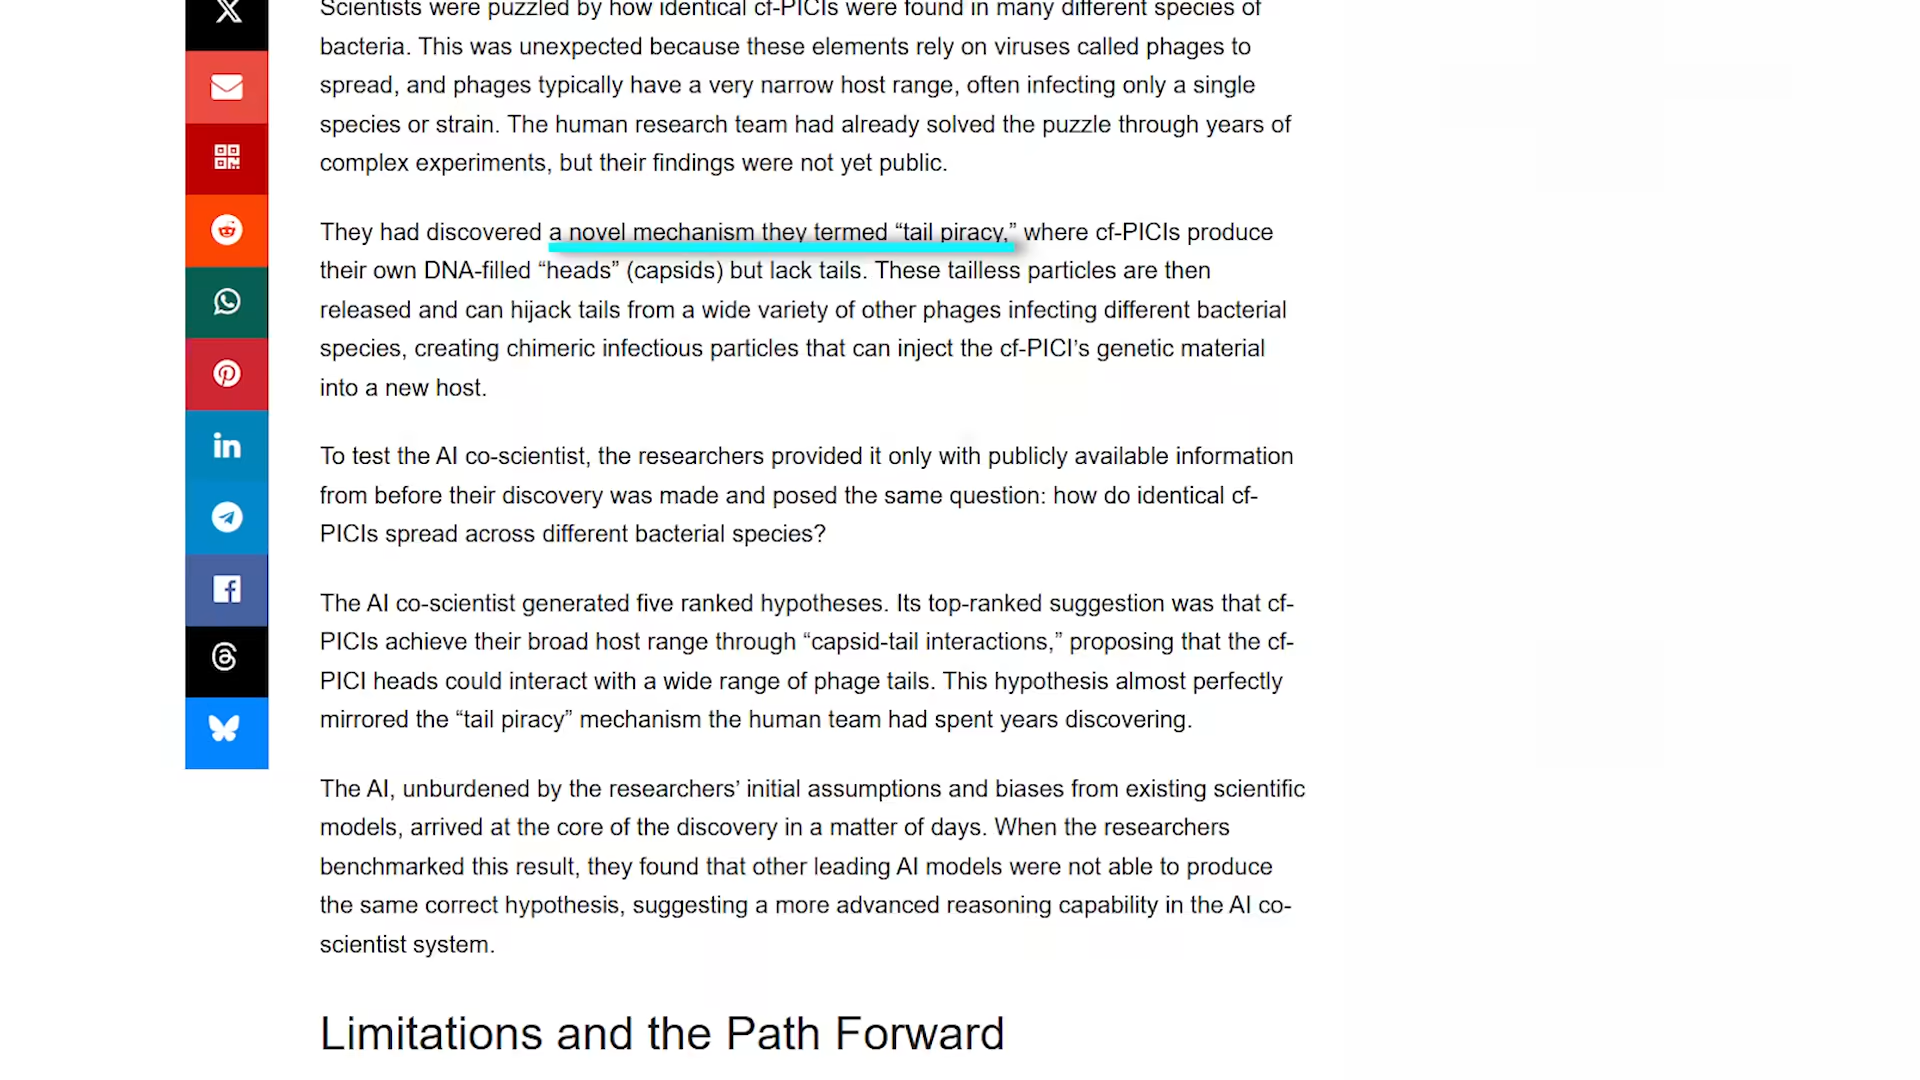 Scientists were puzzled by how identical cf-PICIs were found in many different species of
bacteria. This was unexpected because these elements rely on viruses called phages to
spread, and phages typically have a very narrow host range, often infecting only a single
species or strain. The human research team had already solved the puzzle through years of
complex experiments, but their findings were not yet public.
They had discovered a novel mechanism they termed “tail piracy,” where cf-PICIs produce
their own DNA-filled “heads” (capsids) but lack tails. These tailless particles are then
released and can hijack tails from a wide variety of other phages infecting different bacterial
species, creating chimeric infectious particles that can inject the cf-PICI’s genetic material
into a new host.
To test the AI co-scientist, the researchers provided it only with publicly available information
from before their discovery was made and posed the same question: how do identical cf-
PICIs spread across different bacterial species?
The AI co-scientist generated five ranked hypotheses. Its top-ranked suggestion was that cf-
PICIs achieve their broad host range through “capsid-tail interactions,” proposing that the cf-
PICI heads could interact with a wide range of phage tails. This hypothesis almost perfectly
mirrored the “tail piracy” mechanism the human team had spent years discovering.
The AI, unburdened by the researchers’ initial assumptions and biases from existing scientific
models, arrived at the core of the discovery in a matter of days. When the researchers
benchmarked this result, they found that other leading AI models were not able to produce
the same correct hypothesis, suggesting a more advanced reasoning capability in the AI co-
scientist system.
Limitations and the Path Forward